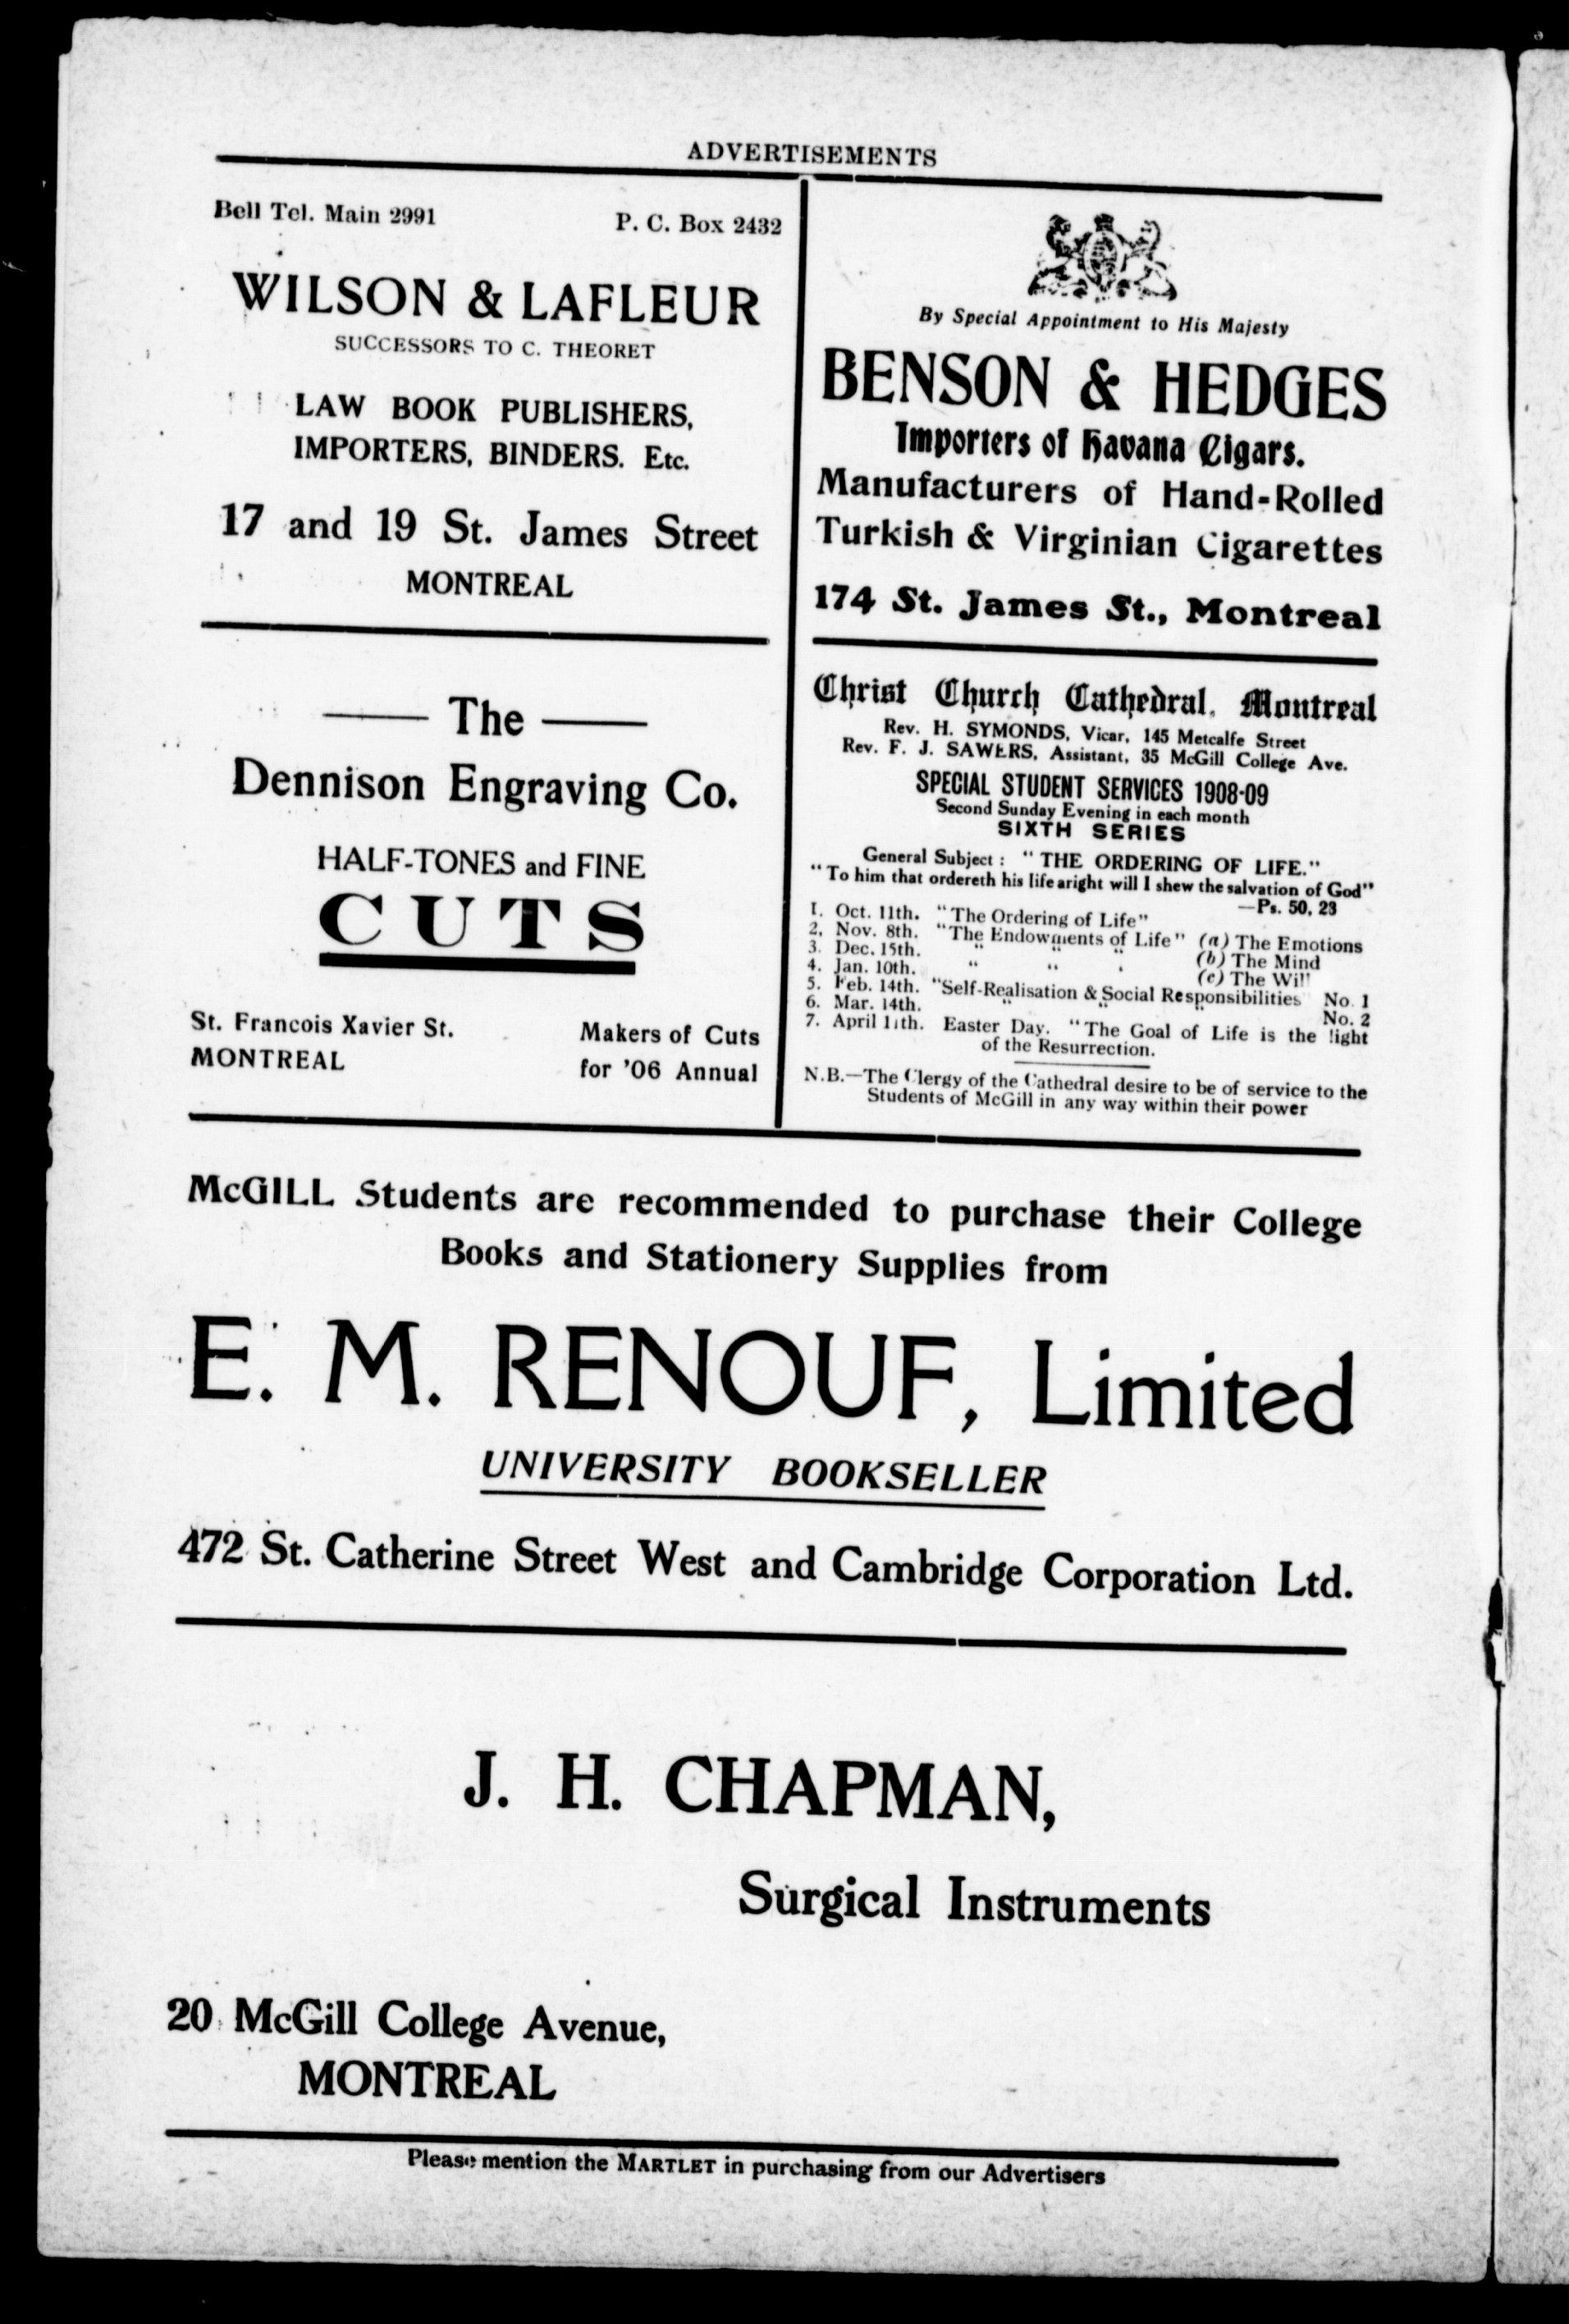 ADVERTISEMENTS
Bell Tel. Main 2991 P. C. Box 2432
WILSON & LAFLEUR
SUCCESSORS TO C. THEORET
LAW BOOK PUBLISHERS,
IMPORTERS, BINDERS. Etc.
17 and 19 St. James Street
MONTREAL
The
Dennison Engraving Co.
HALF-TONES and FINE
CUTS
St. Francois Xavier St.
MONTREAL
Makers of Cuts
for '06 Annual
By Special Appointment to His Majesty
BENSON & HEDGES
Importers of Havana Cigars.
Manufacturers of Hand-Rolled
Turkish & Virginian Cigarettes
174 St. James St., Montreal
Christ Church Cathedral, Montreal
Rev. H. SYMONDS, Vicar, 145 Metcalfe Street
Rev. F. J. SAWERS, Assistant, 35 McGill College Ave.
SPECIAL STUDENT SERVICES 1908-09
Second Sunday Evening in each month
SIXTH SERIES
General Subject: "THE ORDERING OF LIFE."
"To him that ordereth his life aright will I shew the salvation of God"
—Ps. 50, 23
1. Oct. 11th. "The Ordering of Life"
2. Nov. 8th. "The Endowments of Life" (a) The Emotions
3. Dec. 15th. " " " (b) The Mind
4. Jan. 10th. " " " (c) The Will
5. Feb. 14th. "Self-Realisation & Social Responsibilities No. 1
6. Mar. 14th. " " No. 2
7. April 11th. Easter Day. "The Goal of Life is the light
of the Resurrection.
N.B.—The Clergy of the Cathedral desire to be of service to the
Students of McGill in any way within their power
McGILL Students are recommended to purchase their College
Books and Stationery Supplies from
E. M. RENOUF, Limited
UNIVERSITY BOOKSELLER
472 St. Catherine Street West and Cambridge Corporation Ltd.
J. H. CHAPMAN,
Surgical Instruments
20 McGill College Avenue,
MONTREAL
Please mention the MARTLET in purchasing from our Advertisers